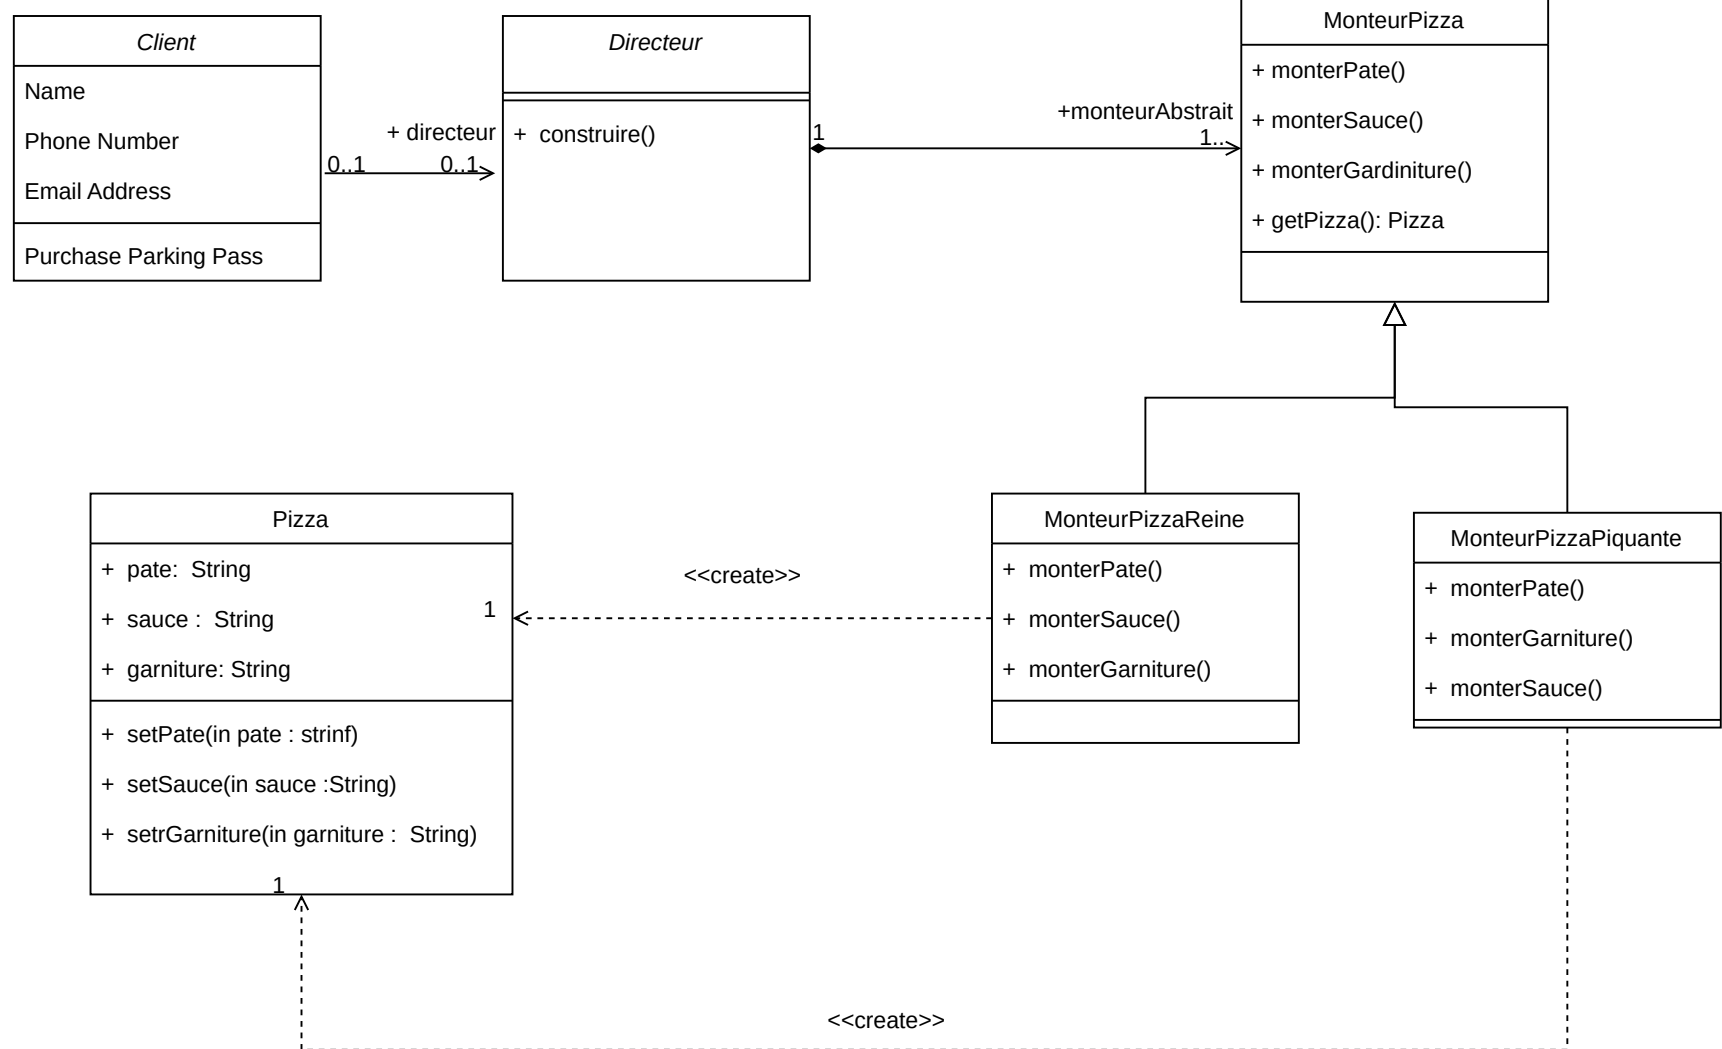 Client
Name
Phone Number
Email Address
Purchase Parking Pass
+ directeur
0..1
0..1
Directeur
+ construire()
1
+monteurAbstrait
1..
MonteurPizza
+ monterPate()
+ monterSauce()
+ monterGardiniture()
+ getPizza(): Pizza
Pizza
+ pate: String
+ sauce : String
+ garniture: String
+ setPate(in pate : strinf)
+ setSauce(in sauce :String)
+ setrGarniture(in garniture : String)
1
1
<<create>>
MonteurPizzaReine
+ monterPate()
+ monterSauce()
+ monterGarniture()
MonteurPizzaPiquante
+ monterPate()
+ monterGarniture()
+ monterSauce()
<<create>>